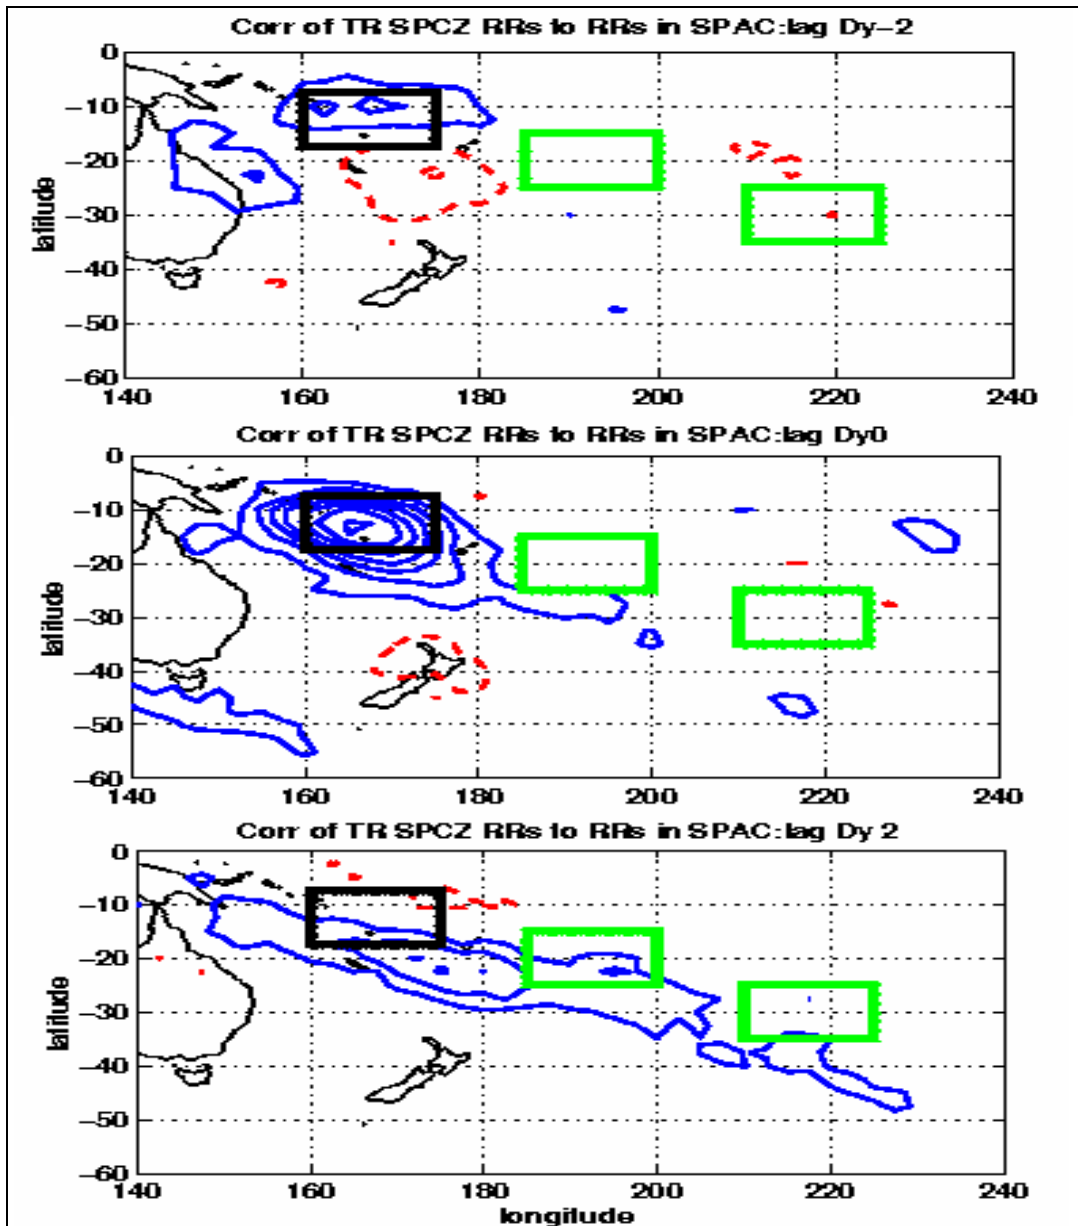 Corr of TR SPCZ RRs to RRs in SPAC:lag Dy−2
0
−10
−20
−30
−40
−50
−60
latitude
140 160 180 200 220 240
Corr of TR SPCZ RRs to RRs in SPAC:lag Dy0
0
−10
−20
−30
−40
−50
−60
latitude
140 160 180 200 220 240
Corr of TR SPCZ RRs to RRs in SPAC:lag Dy 2
0
−10
−20
−30
−40
−50
−60
latitude
140 160 180 200 220 240
longitude